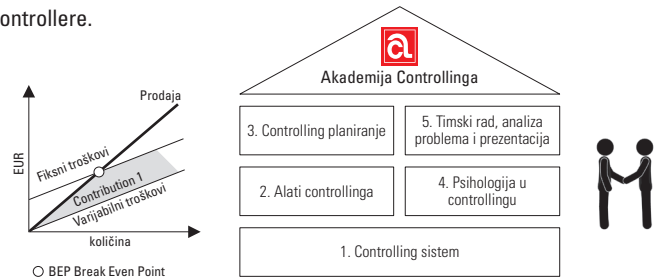 controllere.
EUR
Prodaja
Fiksni troškovi
Contribution 1
Varijabilni troškovi
količina
BEP Break Even Point
Akademija Controllinga
3. Controlling planiranje
5. Timski rad, analiza
problema i prezentacija
2. Alati controllinga
4. Psihologija u
controllingu
1. Controlling sistem